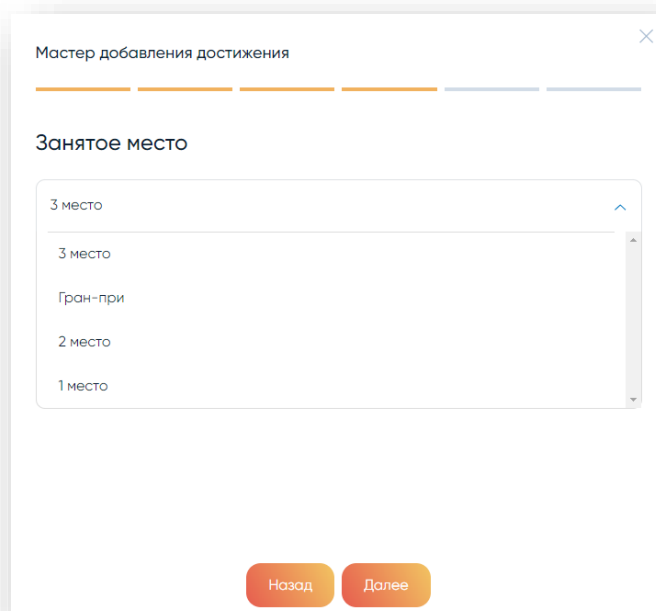 Мастер добавления достижения
Занятое место
3 место
3 место
Гран-при
2 место
1 место
Назад Далее